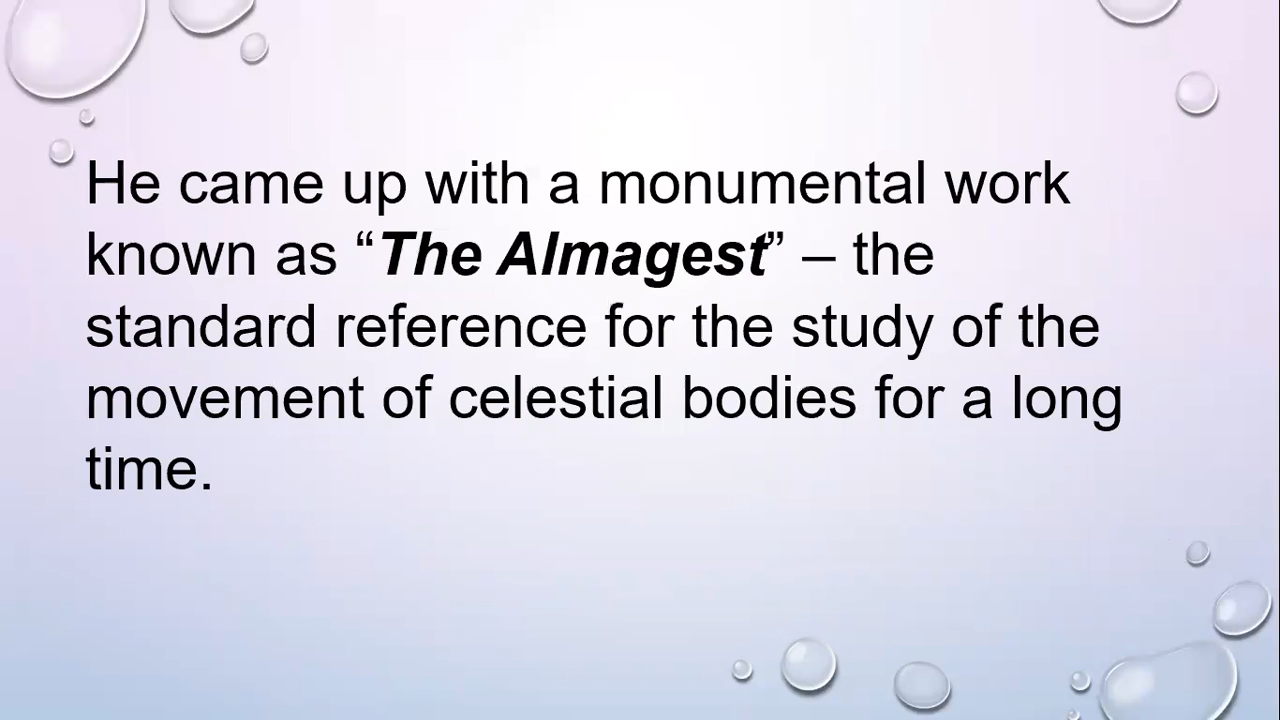 He came up with a monumental work
known as “The Almagest” – the
standard reference for the study of the
movement of celestial bodies for a long
time.